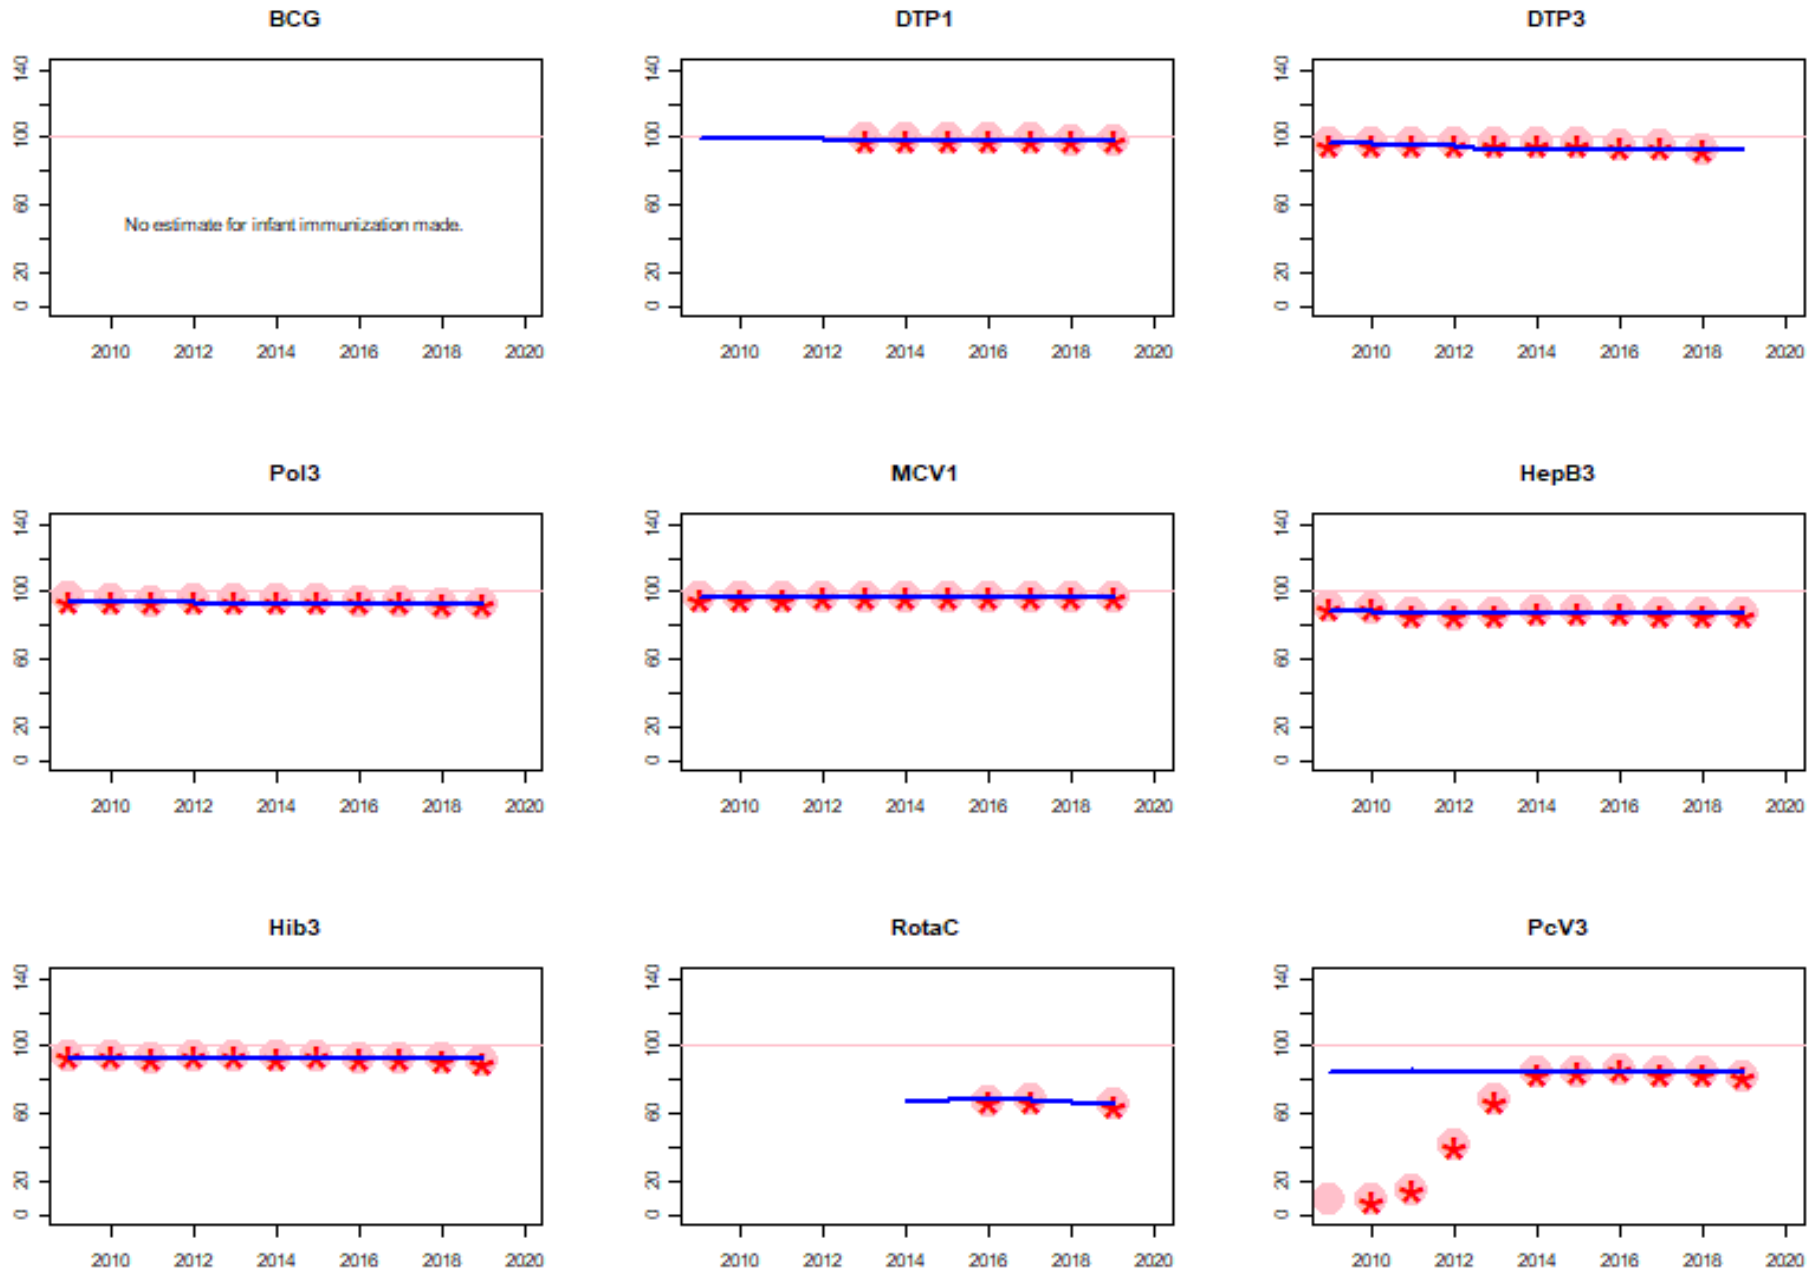 BCG DTP1 DTP3
140 140 140
100 100 100
60 60 60
No estimate for infant immunization made.
20 20 20
0 0 0
2010 2012 2014 2016 2018 2020 2010 2012 2014 2016 2018 2020 2010 2012 2014 2016 2018 2020
Pol3 MCV1 HepB3
140 140 140
100 100 100
60 60 60
20 20 20
0 0 0
2010 2012 2014 2016 2018 2020 2010 2012 2014 2016 2018 2020 2010 2012 2014 2016 2018 2020
Hib3 RotaC PcV3
140 140 140
100 100 100
60 60 60
20 20 20
0 0 0
2010 2012 2014 2016 2018 2020 2010 2012 2014 2016 2018 2020 2010 2012 2014 2016 2018 2020